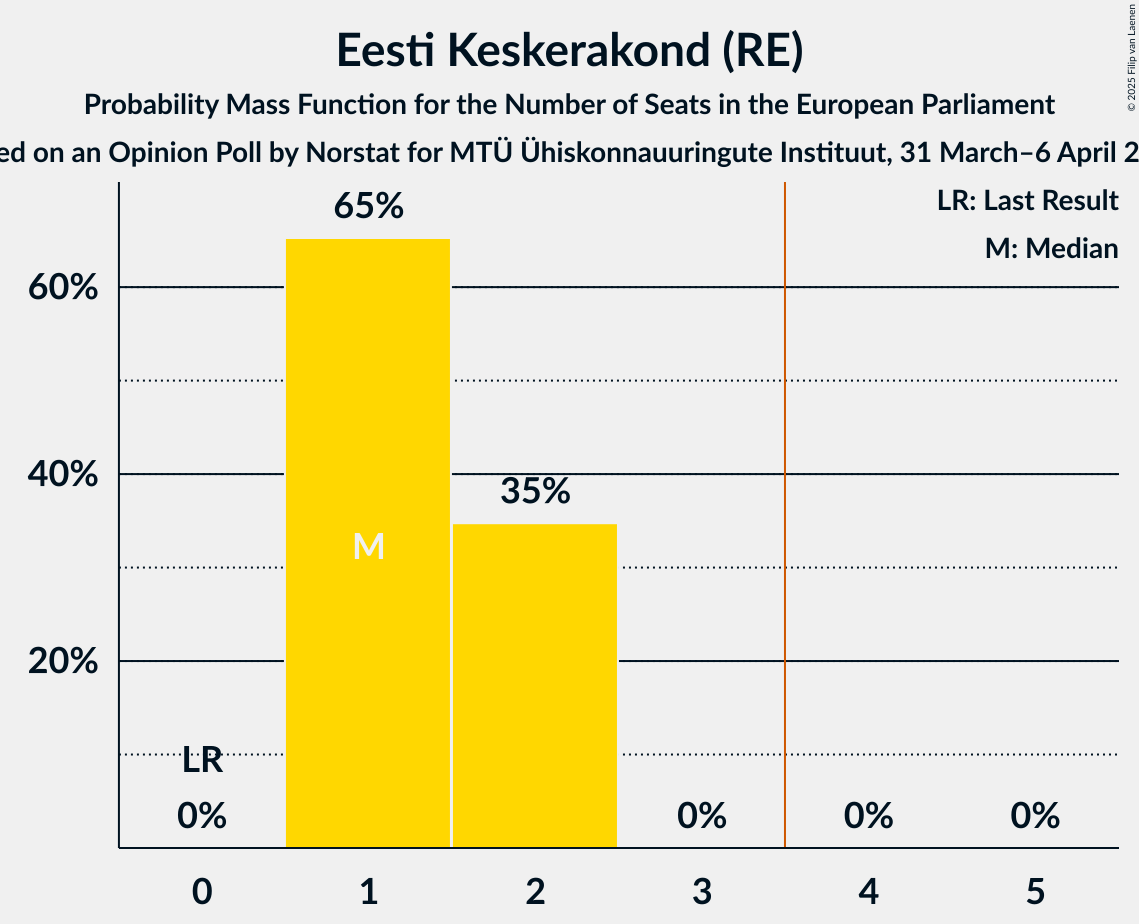 Eesti Keskerakond (RE)
Probability Mass Function for the Number of Seats in the European Parliament
ed on an Opinion Poll by Norstat for MTÜ Ühiskonnauuringute Instituut, 31 March–6 April 2
© 2025 Filip van Laenen
LR: Last Result
M: Median
65%
60%
40%
35%
M
20%
LR
0%
0%
0%
0%
0
1
2
3
4
5